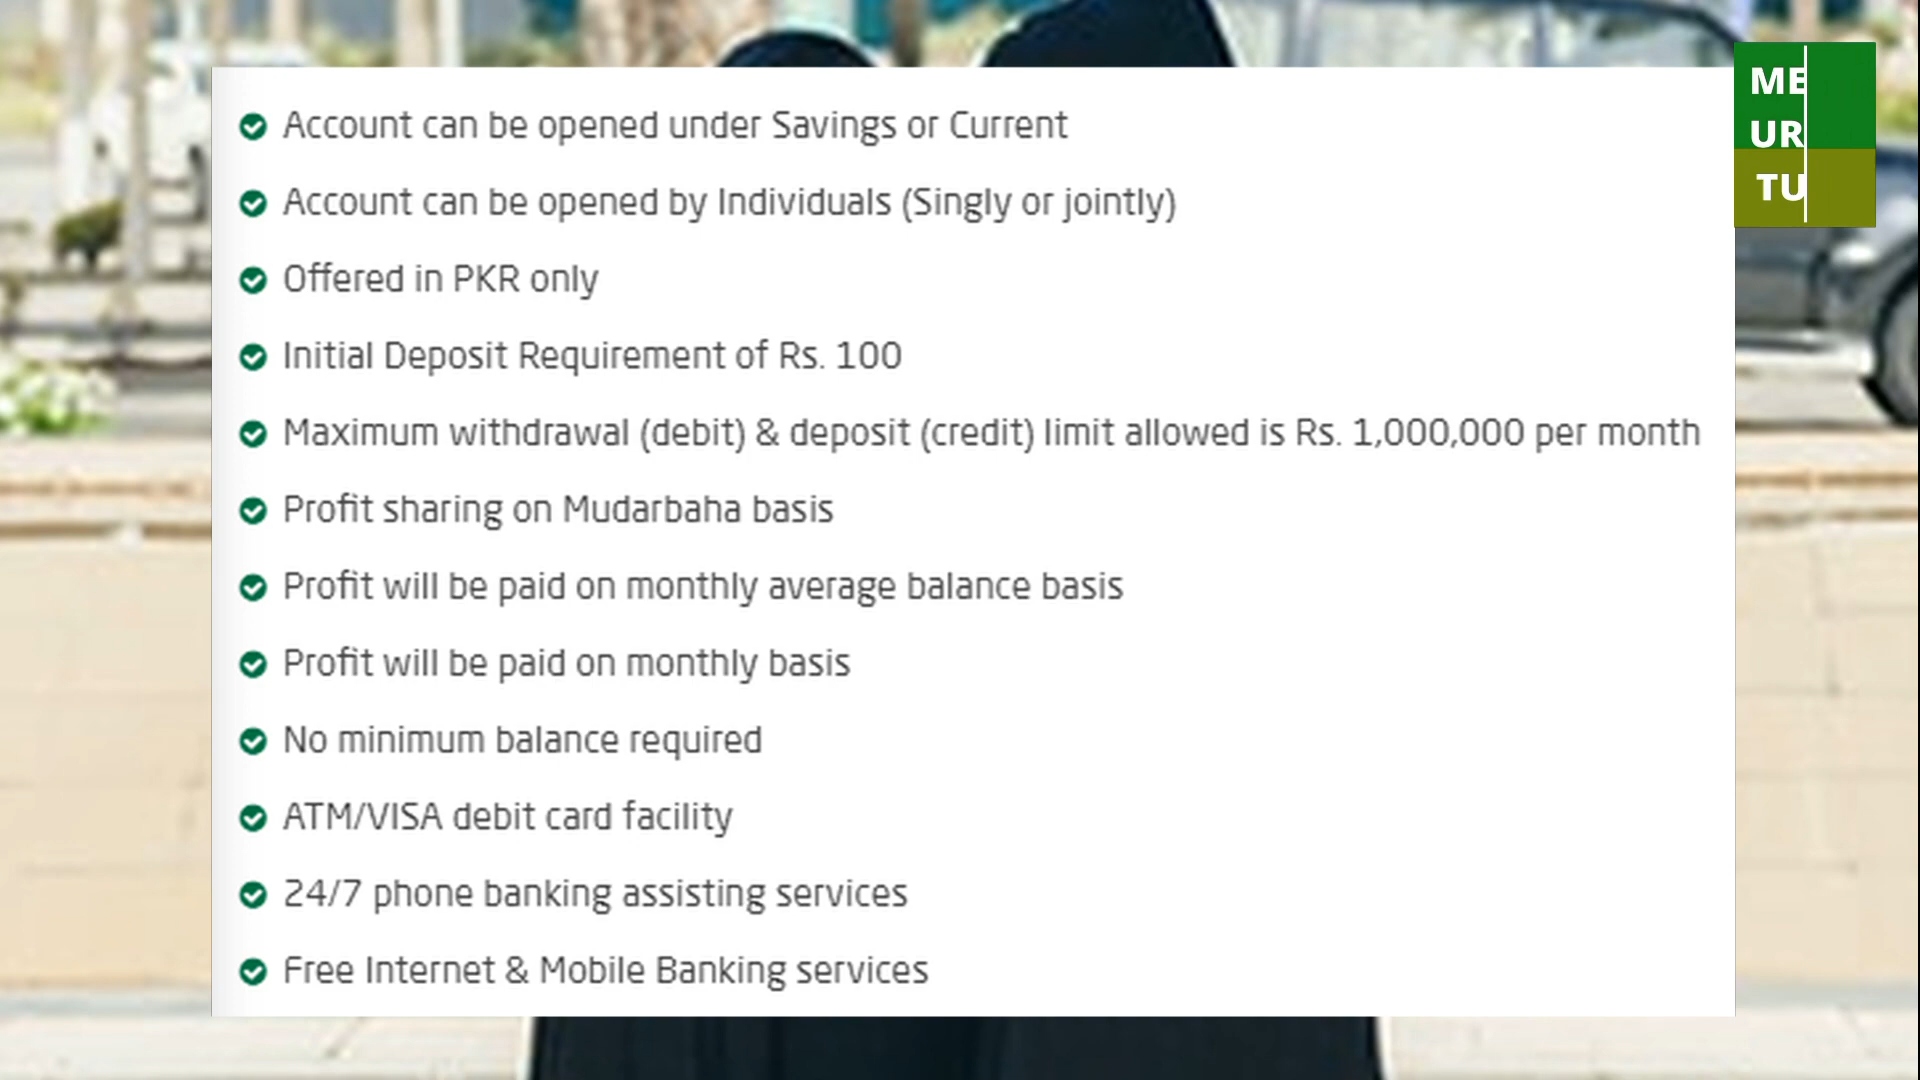 Account can be opened under Savings or Current
Account can be opened by Individuals (Singly or jointly)
Offered in PKR only
Initial Deposit Requirement of Rs. 100
Maximum withdrawal (debit) & deposit (credit) limit allowed is Rs. 1,000,000 per month
Profit sharing on Mudarbaha basis
Profit will be paid on monthly average balance basis
Profit will be paid on monthly basis
No minimum balance required
ATM/VISA debit card facility
24/7 phone banking assisting services
Free Internet & Mobile Banking services
ME
UR
TU